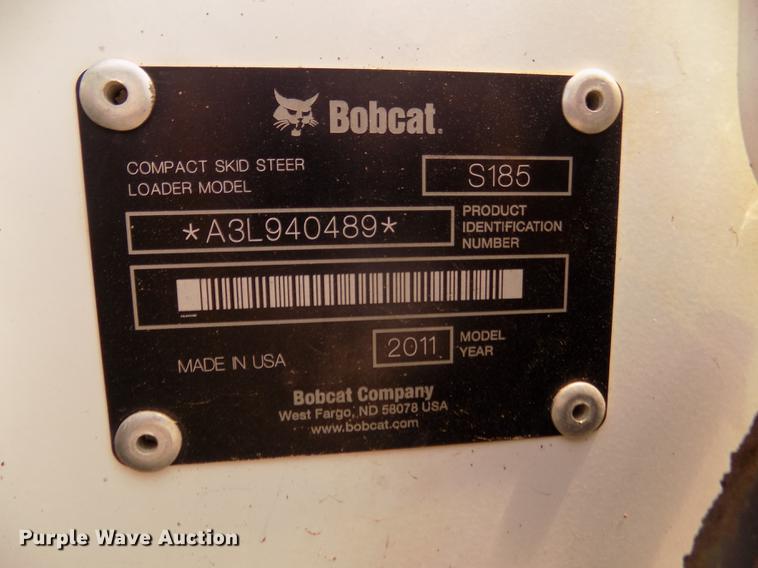 Bobcat.
COMPACT SKID STEER
LOADER MODEL
S185
*A3L940489*
PRODUCT
IDENTIFICATION
NUMBER
MADE IN USA
2011
MODEL
YEAR
Bobcat Company
West Fargo, ND 58078 USA
www.bobcat.com
Purple Wave Auction